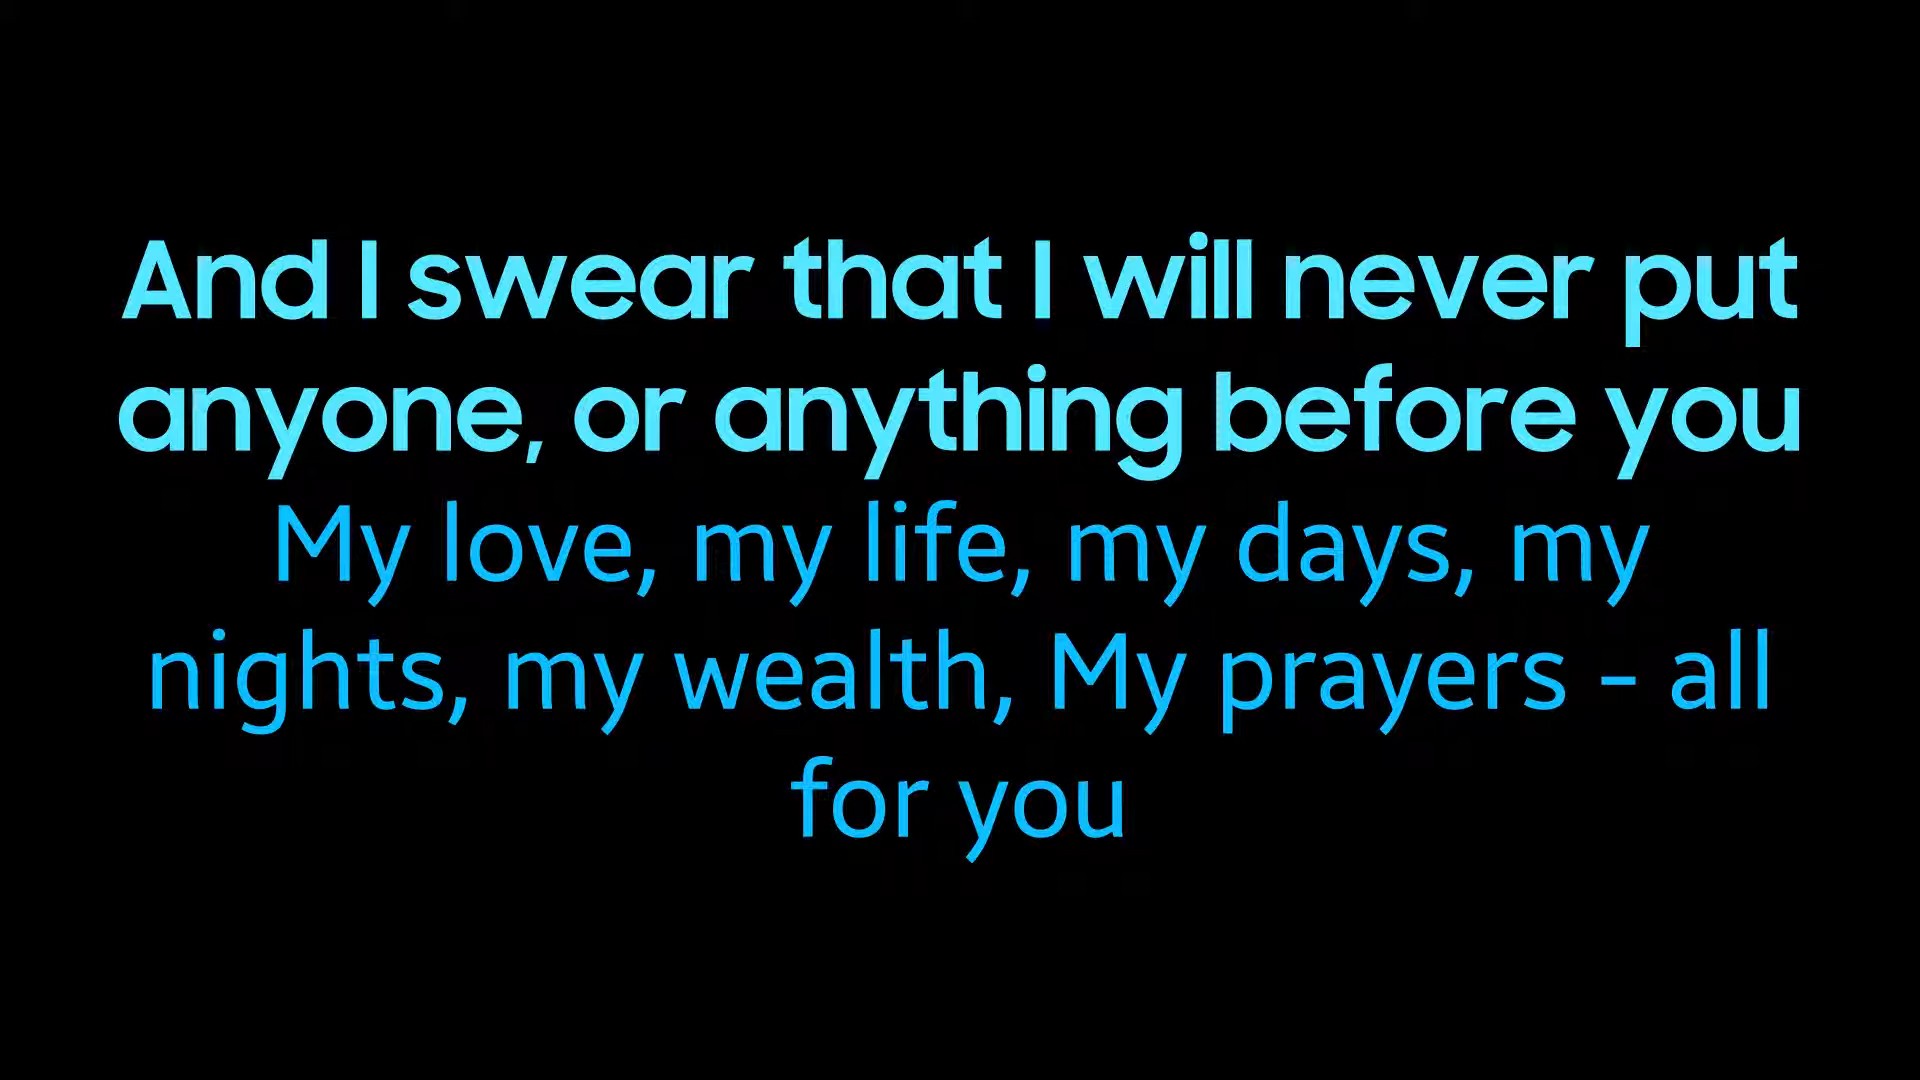 And I swear that I will never put
anyone, or anything before you
My love, my life, my days, my
nights, my wealth, My prayers - all
for you